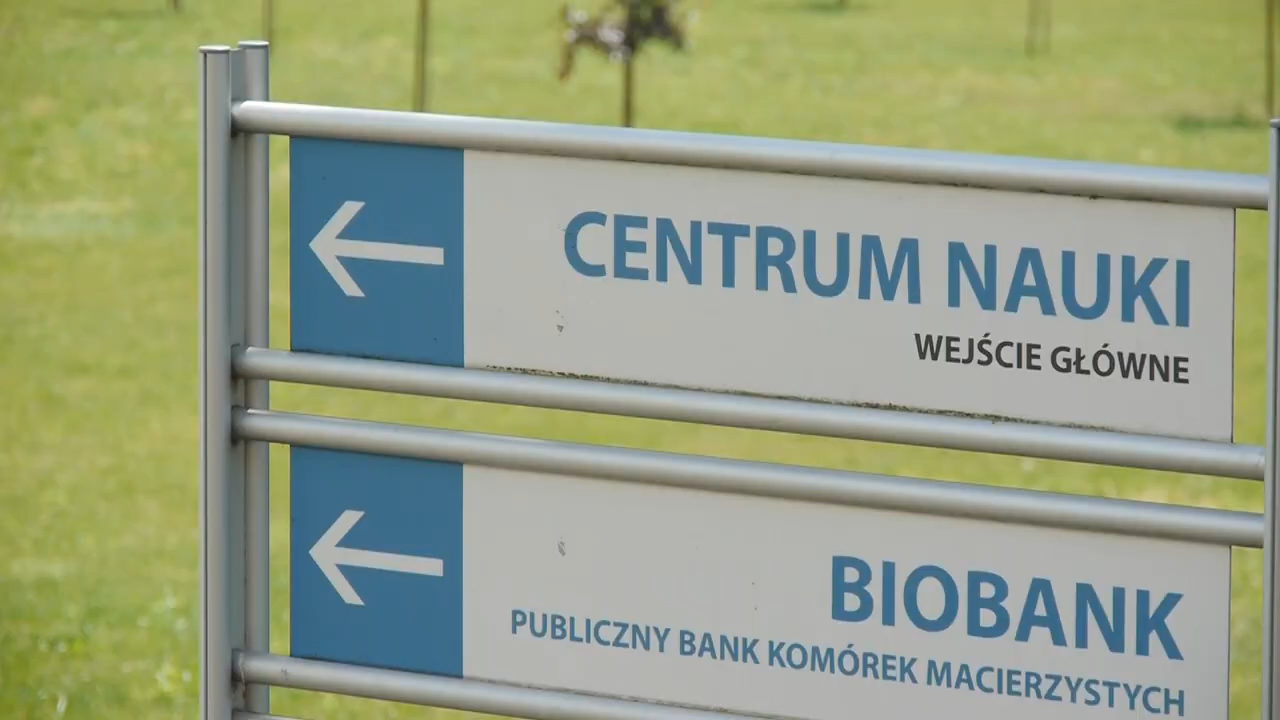 CENTRUM NAUKI
WEJŚCIE GŁÓWNE
BIOBANK
PUBLICZNY BANK KOMÓREK MACIERZYSTYCH